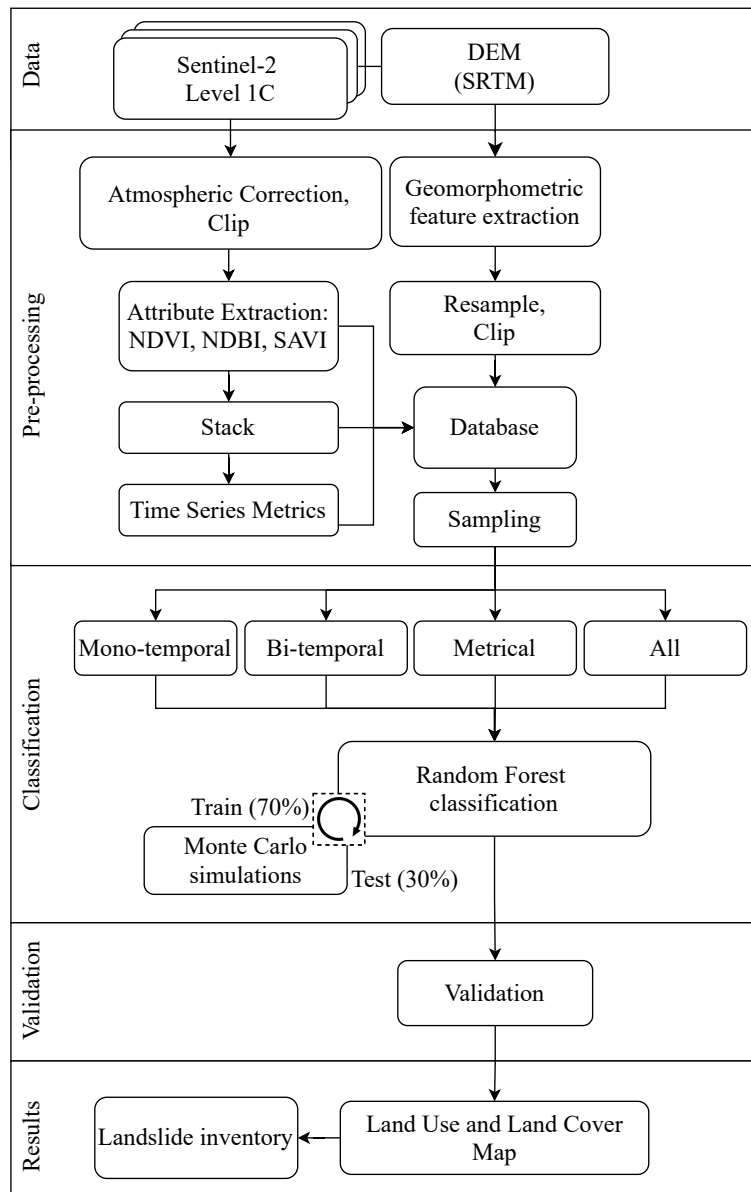 Data
Sentinel-2
Level 1C
DEM
(SRTM)
Pre-processing
Atmospheric Correction,
Clip
Geomorphometric
feature extraction
Attribute Extraction:
NDVI, NDBI, SAVI
Resample,
Clip
Stack
Database
Time Series Metrics
Sampling
Classification
Mono-temporal
Bi-temporal
Metrical
All
Random Forest
classification
Train (70%)
Monte Carlo
simulations
Test (30%)
Validation
Validation
Results
Landslide inventory
Land Use and Land Cover
Map